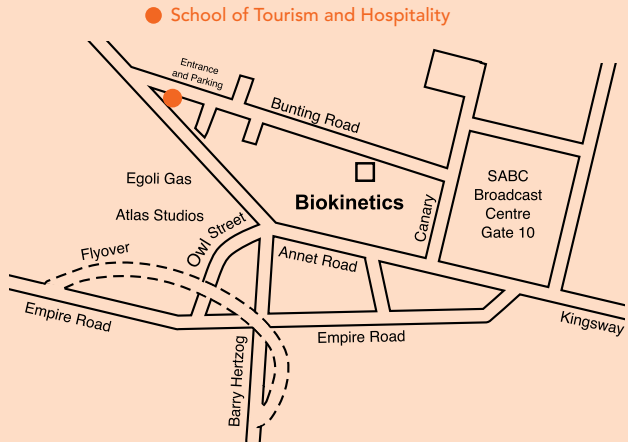 School of Tourism and Hospitality
Entrance
and Parking
Bunting Road
Egoli Gas
Atlas Studios
Biokinetics
SABC
Broadcast
Centre
Gate 10
Canary
Owl Street
Flyover
Annet Road
Empire Road
Empire Road
Kingsway
Barry Hertzog